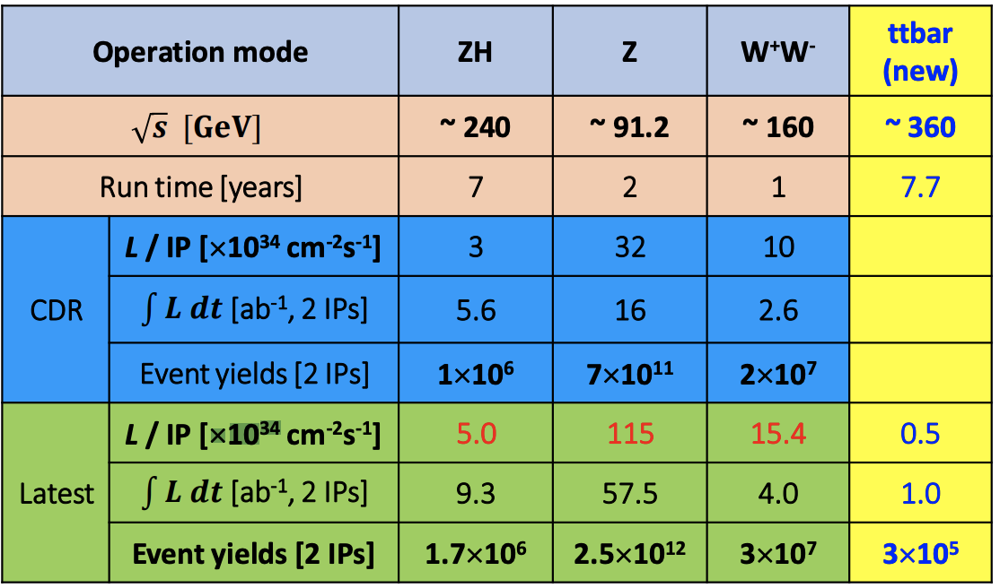 Operation mode ZH Z W⁺W⁻ ttbar (new)
√s [GeV] ~ 240 ~ 91.2 ~ 160 ~ 360
Run time [years] 7 2 1 7.7
CDR L / IP [×10³⁴ cm⁻²s⁻¹] 3 32 10
∫ L dt [ab⁻¹, 2 IPs] 5.6 16 2.6
Event yields [2 IPs] 1×10⁶ 7×10¹¹ 2×10⁷
Latest L / IP [×10³⁴ cm⁻²s⁻¹] 5.0 115 15.4 0.5
∫ L dt [ab⁻¹, 2 IPs] 9.3 57.5 4.0 1.0
Event yields [2 IPs] 1.7×10⁶ 2.5×10¹² 3×10⁷ 3×10⁵